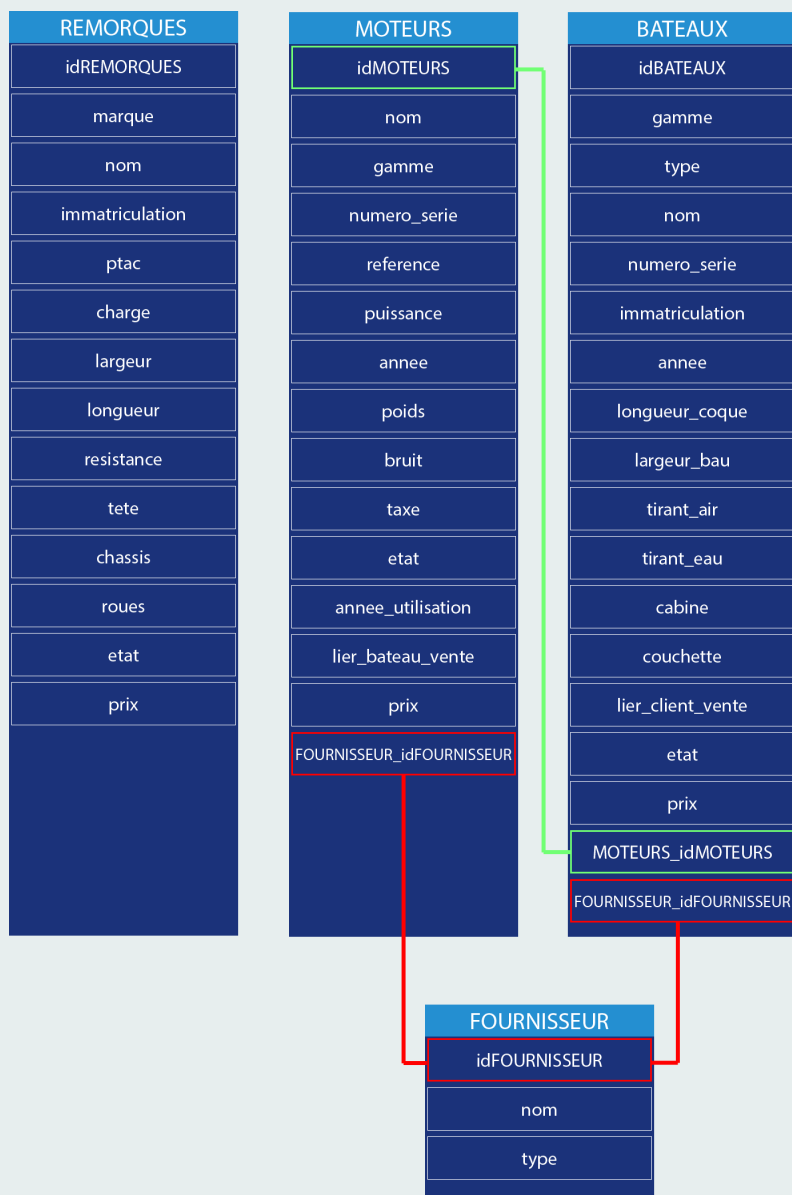 REMORQUES
idREMORQUES
marque
nom
immatriculation
ptac
charge
largeur
longueur
resistance
tete
chassis
roues
etat
prix
MOTEURS
idMOTEURS
nom
gamme
numero_serie
reference
puissance
annee
poids
bruit
taxe
etat
annee_utilisation
lier_bateau_vente
prix
FOURNISSEUR_idFOURNISSEUR
BATEAUX
idBATEAUX
gamme
type
nom
numero_serie
immatriculation
annee
longueur_coque
largeur_bau
tirant_air
tirant_eau
cabine
couchette
lier_client_vente
etat
prix
MOTEURS_idMOTEURS
FOURNISSEUR_idFOURNISSEUR
FOURNISSEUR
idFOURNISSEUR
nom
type